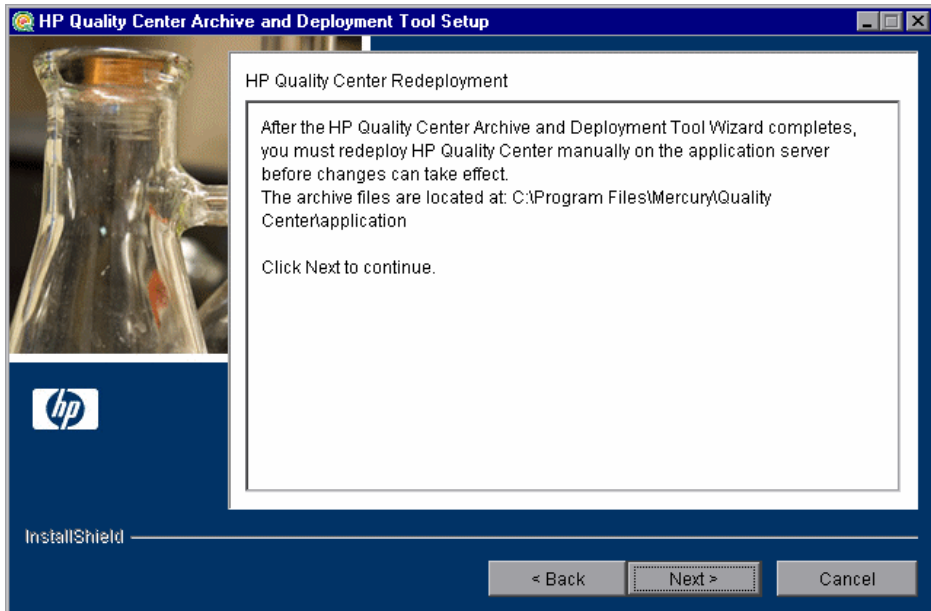 HP Quality Center Archive and Deployment Tool Setup
HP Quality Center Redeployment
After the HP Quality Center Archive and Deployment Tool Wizard completes,
you must redeploy HP Quality Center manually on the application server
before changes can take effect.
The archive files are located at: C:\Program Files\Mercury\Quality
Center\application
Click Next to continue.
hp
InstallShield
< Back
Next >
Cancel